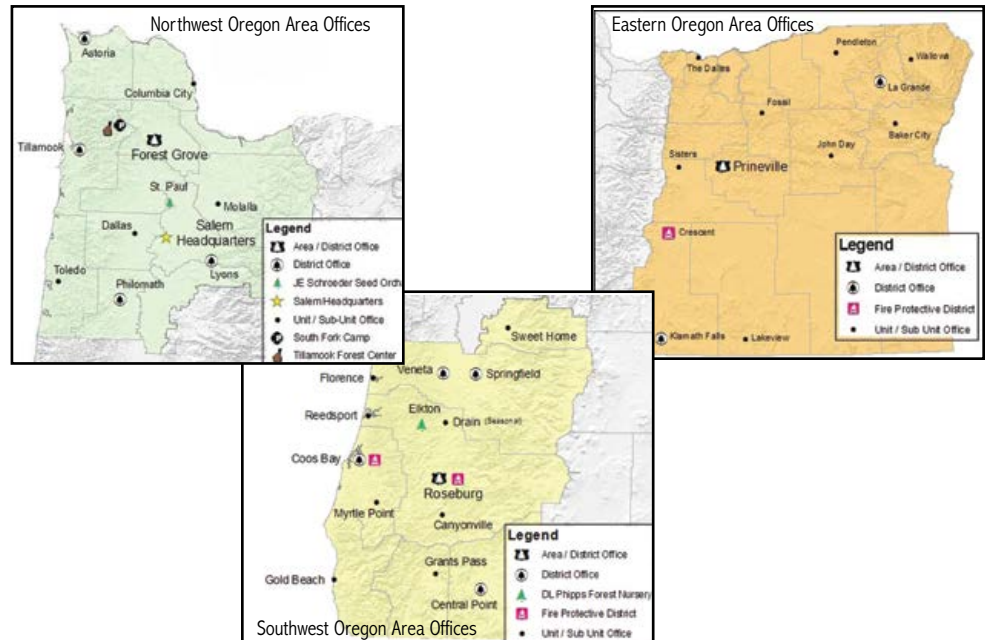 Northwest Oregon Area Offices
Astoria
Columbia City
Tillamook
Forest Grove
St. Paul
Molalla
Dallas
Salem
Headquarters
Toledo
Philomath
Lyons
Legend
Area / District Office
District Office
JE Schroeder Seed Orch
Salem Headquarters
Unit / Sub-Unit Office
South Fork Camp
Tillamook Forest Center
Eastern Oregon Area Offices
Pendleton
Wallowa
The Dalles
La Grande
Fossil
Baker City
Sisters
Prineville
John Day
Crescent
Klamath Falls
Lakeview
Legend
Area / District Office
District Office
Fire Protective District
Unit / Sub Unit Office
Sweet Home
Florence
Veneta
Springfield
Reedsport
Elkton
Drain (Seasonal)
Coos Bay
Roseburg
Myrtle Point
Canyonville
Gold Beach
Grants Pass
Central Point
Legend
Area / District Office
District Office
DL Phipps Forest Nursery
Fire Protective District
Unit / Sub Unit Office
Southwest Oregon Area Offices